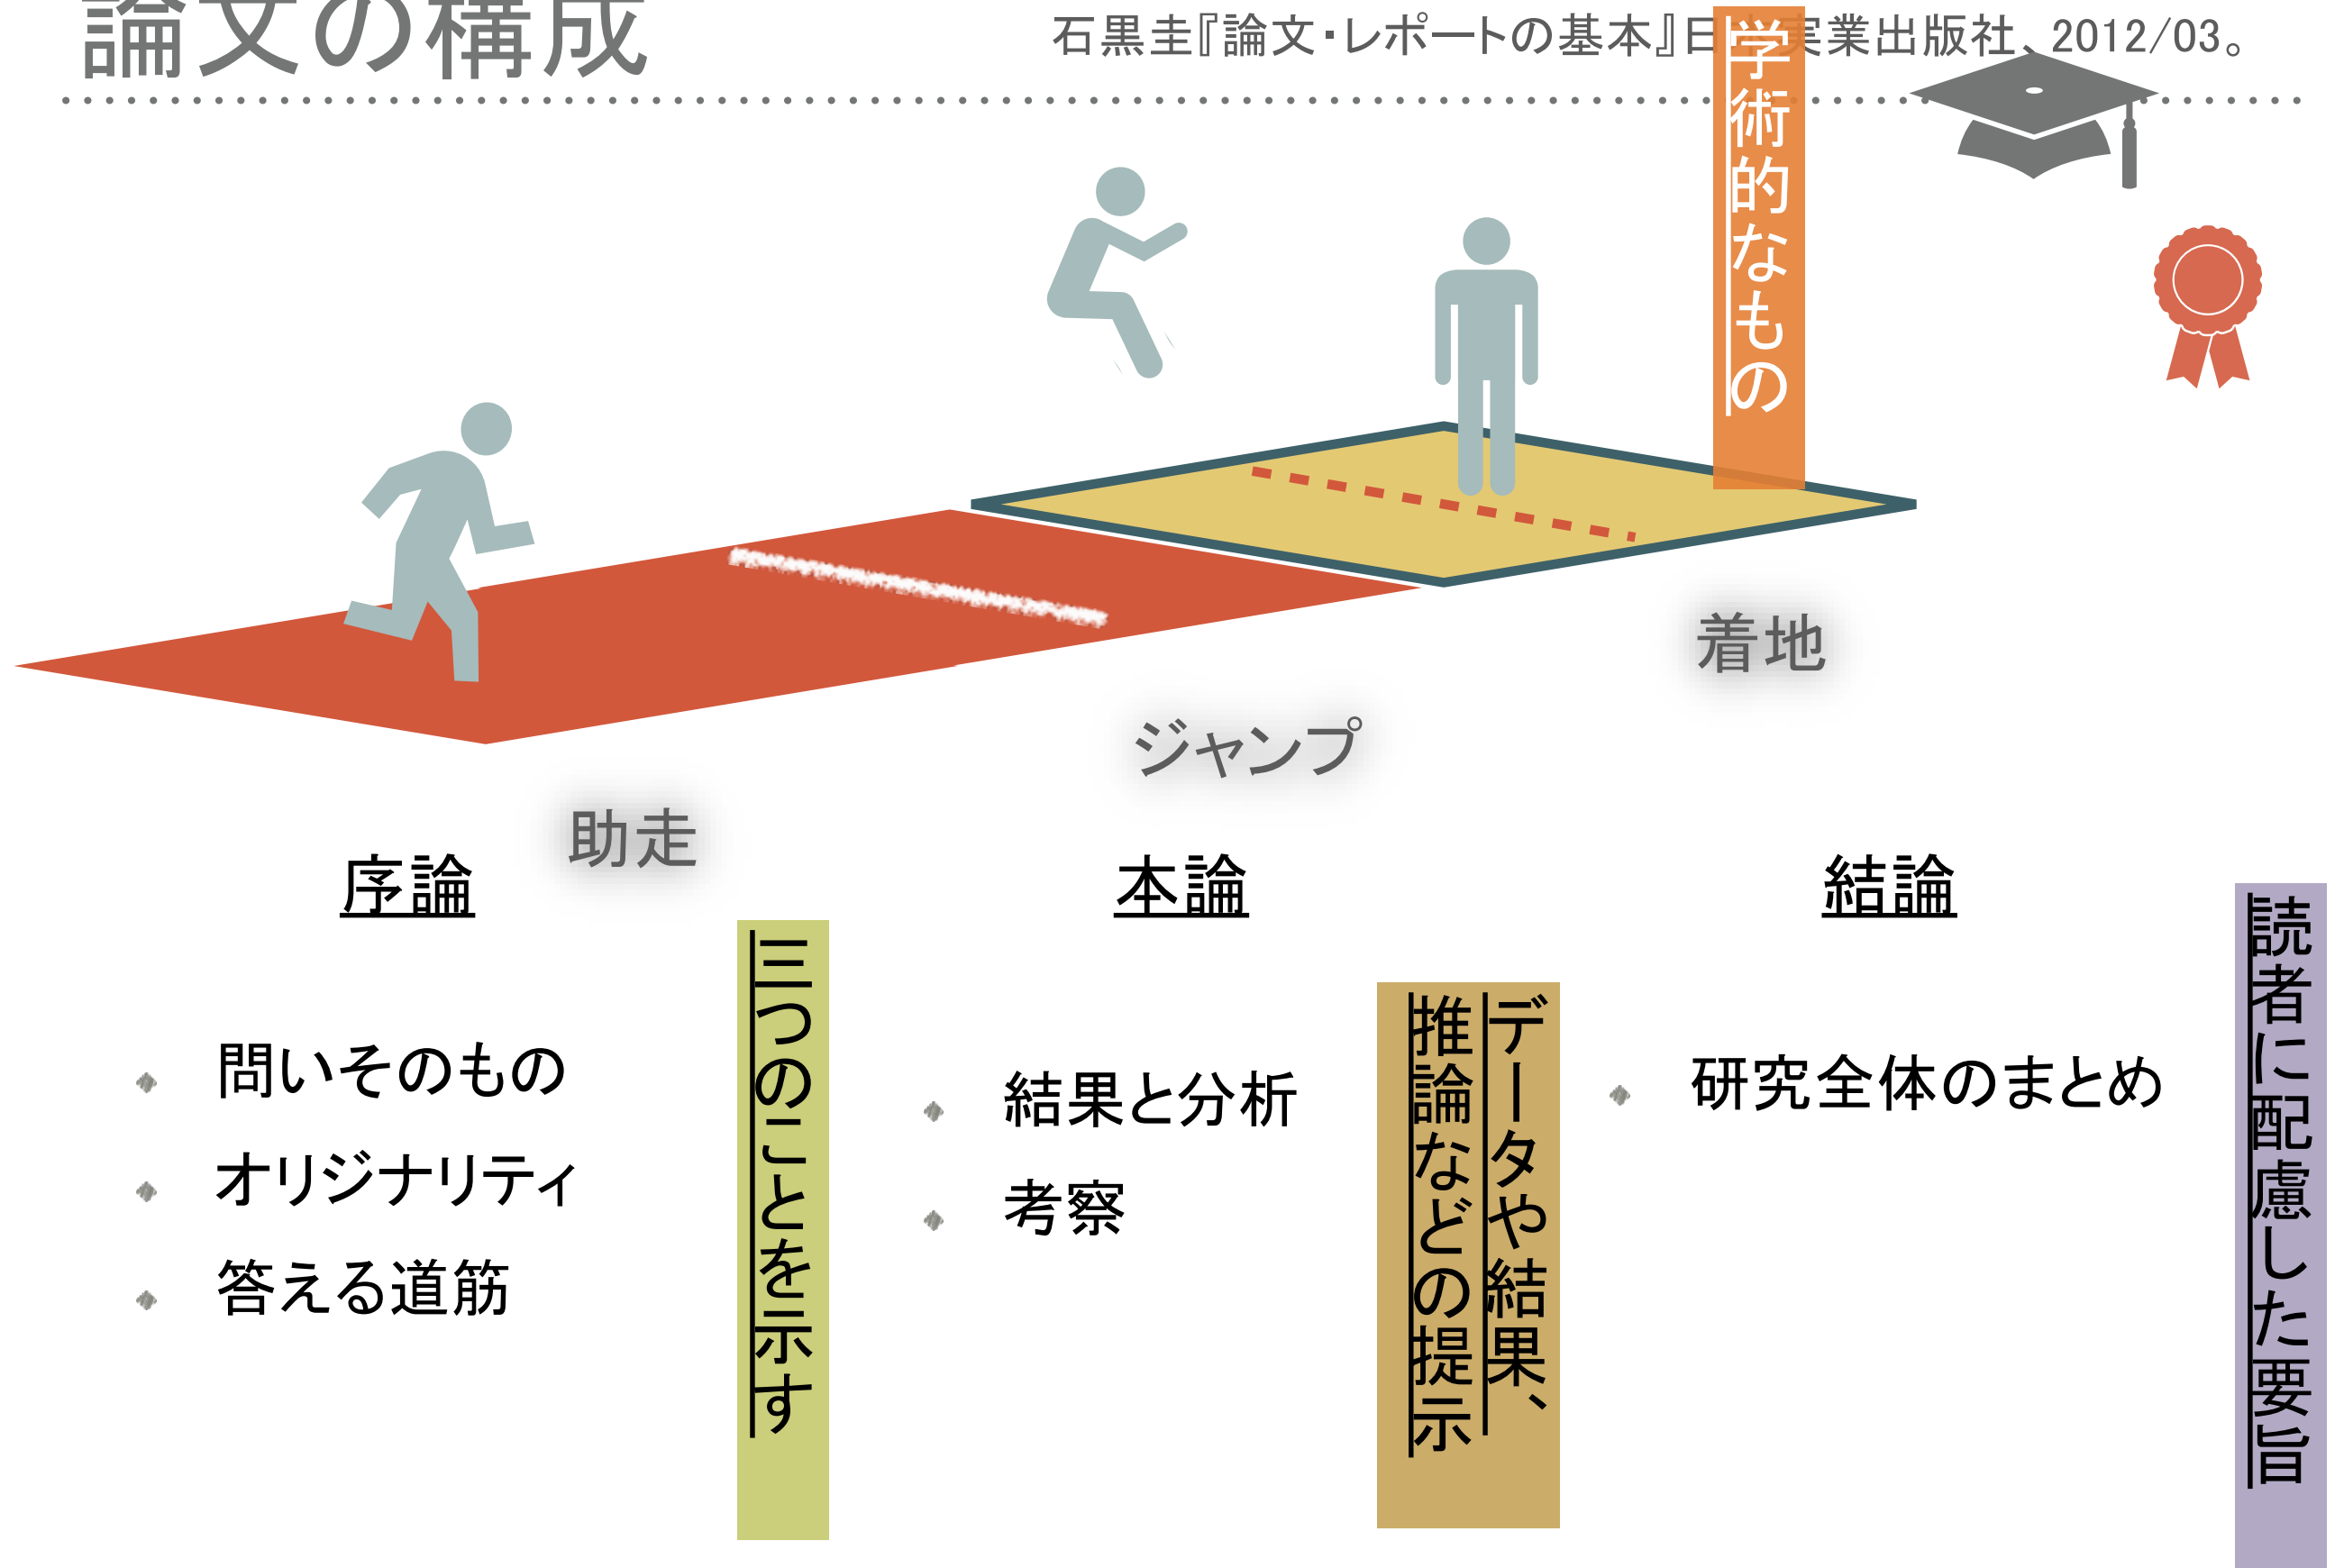 論文の構成
石黒圭『論文・レポートの基本』日本実業出版社　2012/03。
学術的なもの
着地
ジャンプ
助走
序論
問いそのもの
オリジナリティ
答える道筋
三つのことを示す
本論
結果と分析
考察
データや結果、
推論などの提示
結論
研究全体のまとめ
読者に配慮した要旨